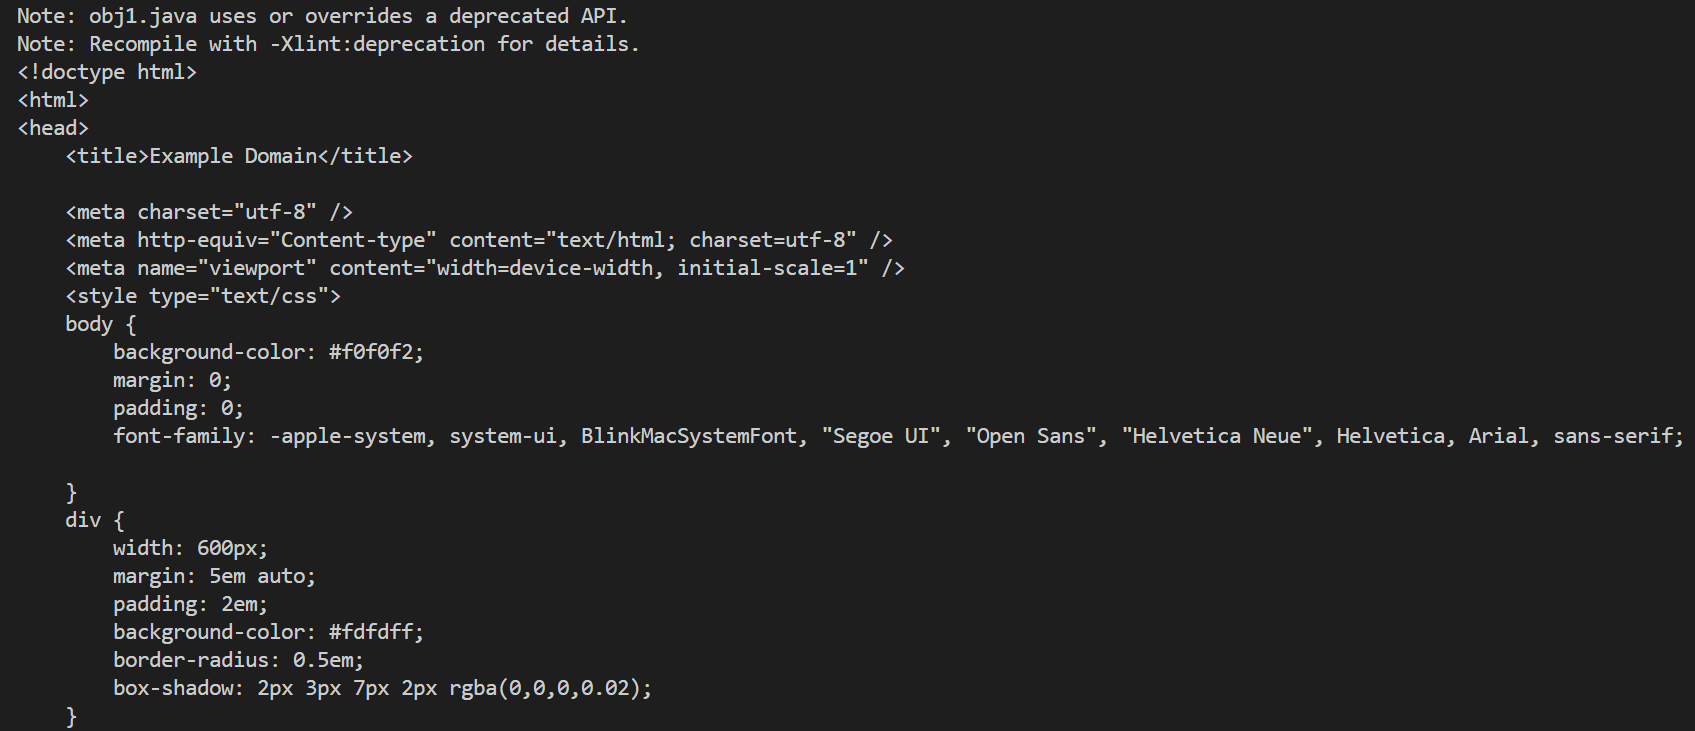 Note: obj1.java uses or overrides a deprecated API.
Note: Recompile with -Xlint:deprecation for details.
<!doctype html>
<html>
<head>
    <title>Example Domain</title>

    <meta charset="utf-8" />
    <meta http-equiv="Content-type" content="text/html; charset=utf-8" />
    <meta name="viewport" content="width=device-width, initial-scale=1" />
    <style type="text/css">
    body {
        background-color: #f0f0f2;
        margin: 0;
        padding: 0;
        font-family: -apple-system, system-ui, BlinkMacSystemFont, "Segoe UI", "Open Sans", "Helvetica Neue", Helvetica, Arial, sans-serif;

    }
    div {
        width: 600px;
        margin: 5em auto;
        padding: 2em;
        background-color: #fdfdff;
        border-radius: 0.5em;
        box-shadow: 2px 3px 7px 2px rgba(0,0,0,0.02);
    }